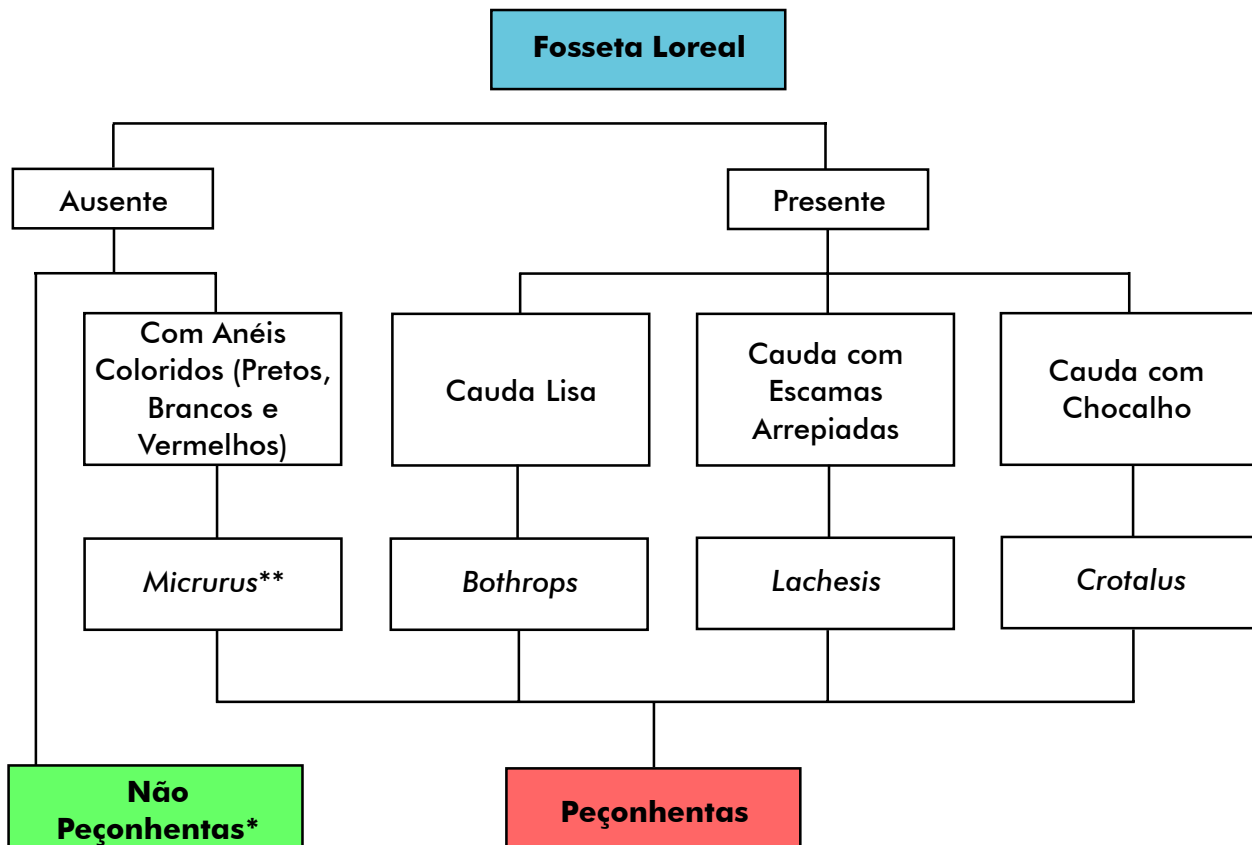 Fosseta Loreal
Ausente
Presente
Com Anéis
Coloridos (Pretos,
Brancos e
Vermelhos)
Cauda Lisa
Cauda com
Escamas
Arrepiadas
Cauda com
Chocalho
Micrurus**
Bothrops
Lachesis
Crotalus
Não
Peçonhentas*
Peçonhentas